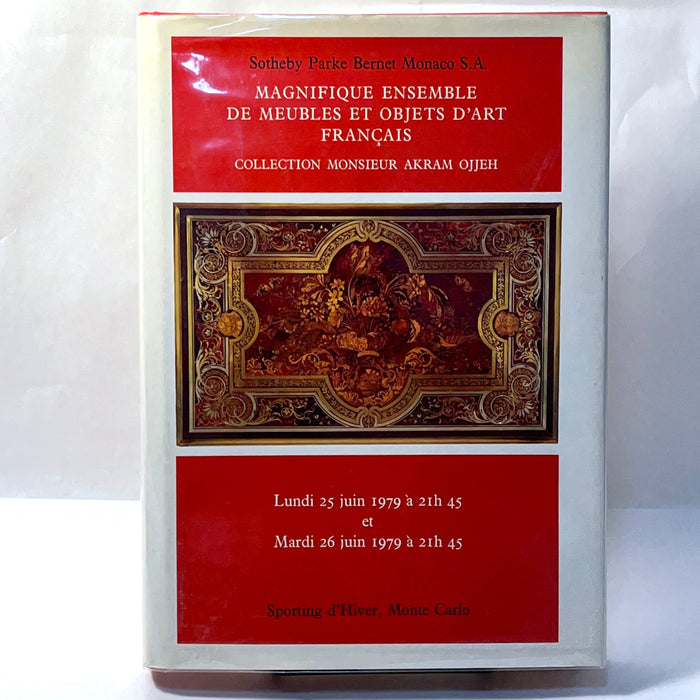 Sotheby Parke Bernet Monaco S.A.
MAGNIFIQUE ENSEMBLE
DE MEUBLES ET OBJETS D'ART
FRANÇAIS
COLLECTION MONSIEUR AKRAM OJJEH
Lundi 25 juin 1979 à 21h 45
et
Mardi 26 juin 1979 à 21h 45
Sporting d'Hiver, Monte Carlo